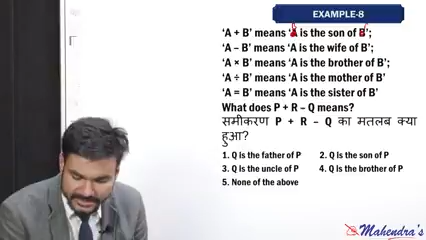 EXAMPLE-8
‘A + B’ means ‘A is the son of B’;
‘A – B’ means ‘A is the wife of B’;
‘A × B’ means ‘A is the brother of B’;
‘A ÷ B’ means ‘A is the mother of B’
‘A = B’ means ‘A is the sister of B’
What does P + R – Q means?
समीकरण P + R – Q का मतलब क्या
हुआ?
1. Q is the father of P 2. Q is the son of P
3. Q is the uncle of P 4. Q is the brother of P
5. None of the above
Mahendra's